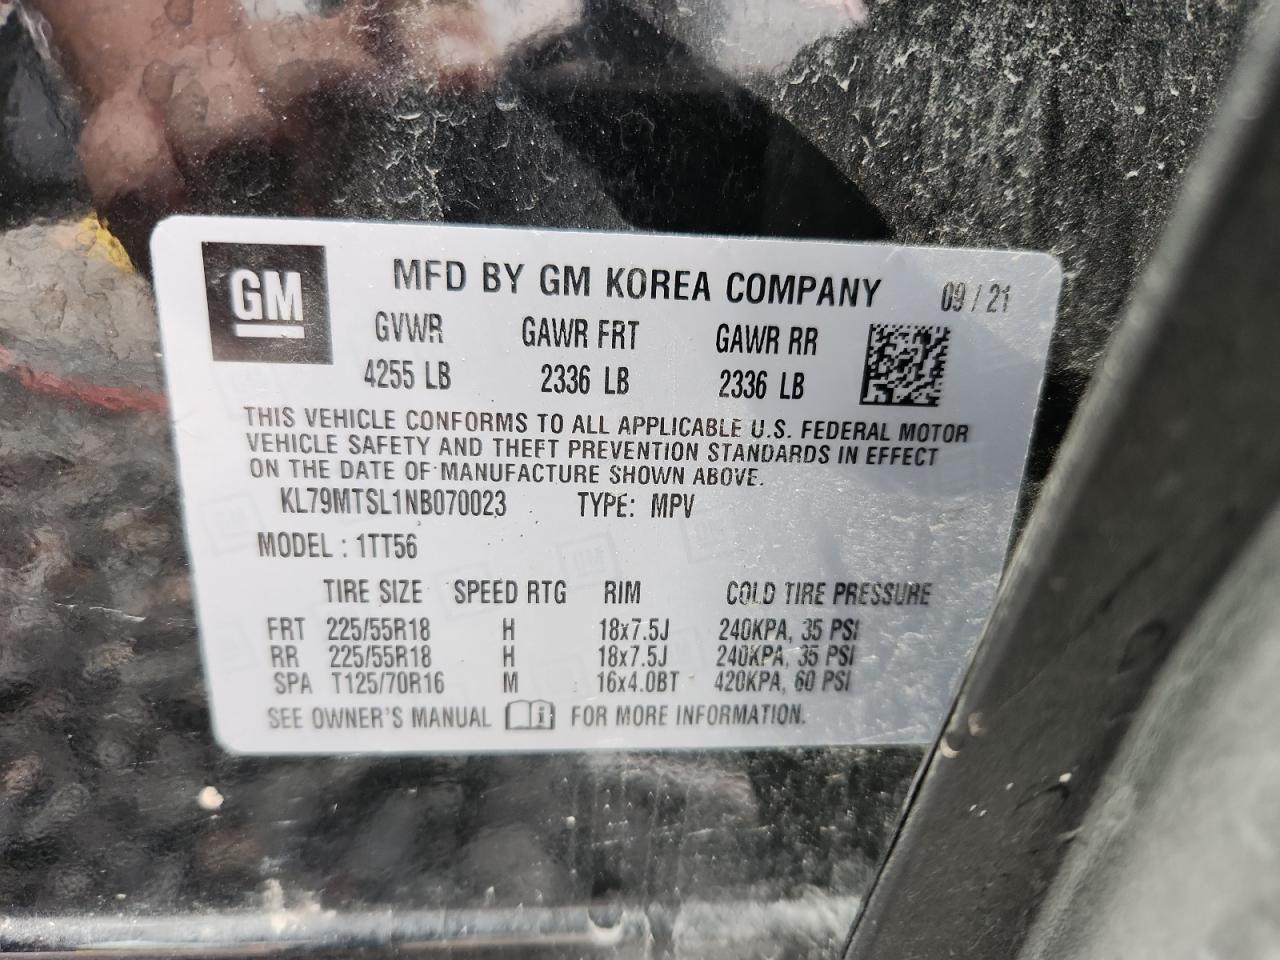 GM
MFD BY GM KOREA COMPANY 09 / 21
GVWR GAWR FRT GAWR RR
4255 LB 2336 LB 2336 LB
THIS VEHICLE CONFORMS TO ALL APPLICABLE U.S. FEDERAL MOTOR
VEHICLE SAFETY AND THEFT PREVENTION STANDARDS IN EFFECT
ON THE DATE OF MANUFACTURE SHOWN ABOVE.
KL79MTSL1NB070023 TYPE: MPV
MODEL : 1TT56
TIRE SIZE SPEED RTG RIM COLD TIRE PRESSURE
FRT 225/55R18 H 18x7.5J 240KPA, 35 PSI
RR 225/55R18 H 18x7.5J 240KPA, 35 PSI
SPA T125/70R16 M 16x4.0BT 420KPA, 60 PSI
SEE OWNER'S MANUAL i FOR MORE INFORMATION.